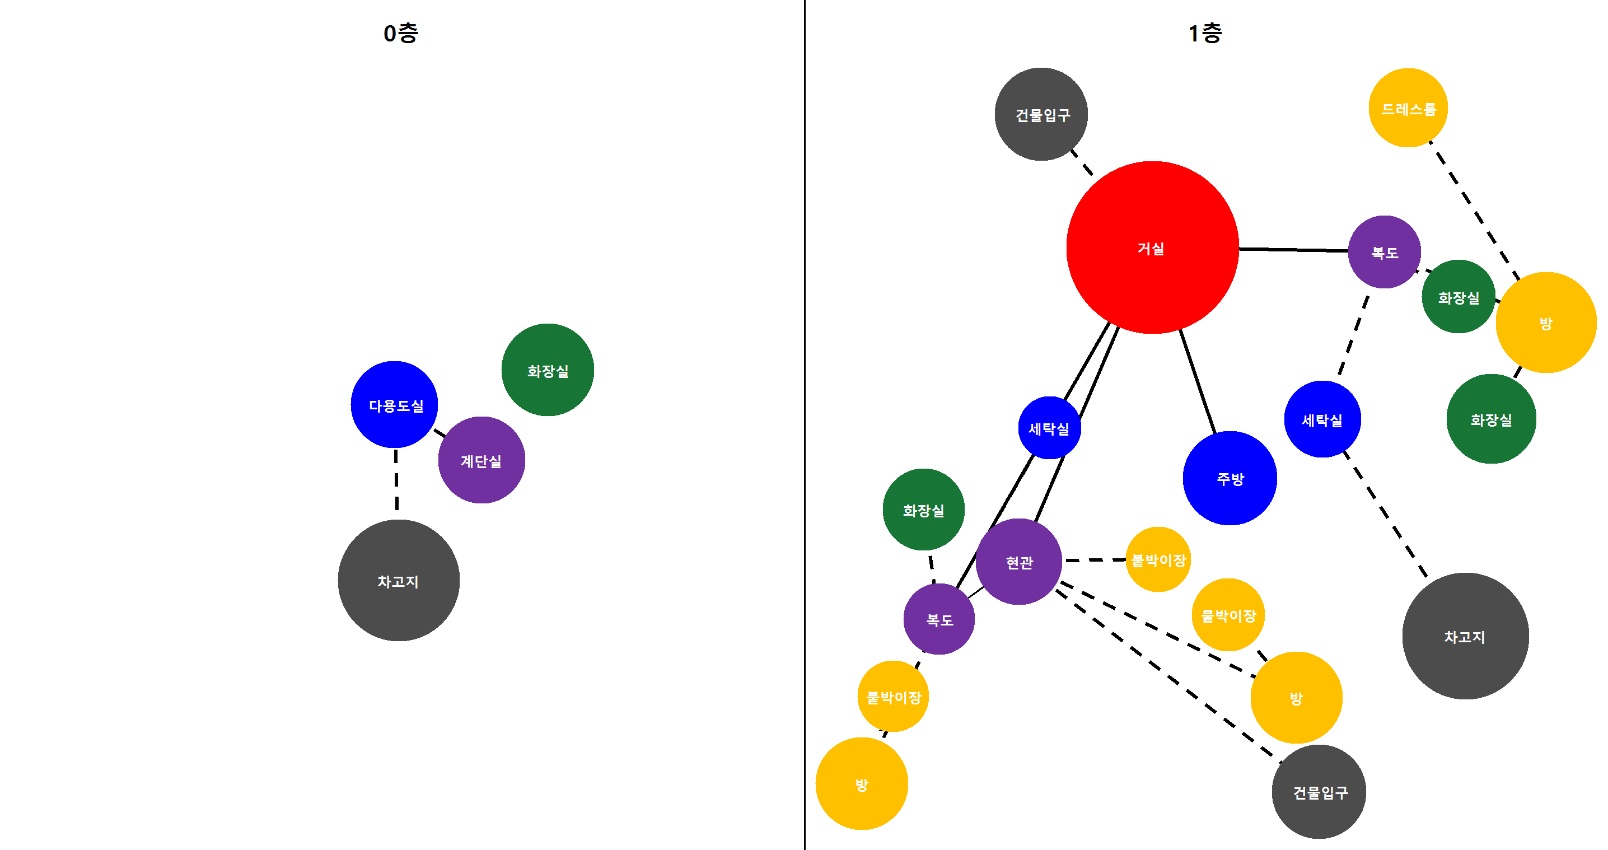 0층
화장실
다용도실
계단실
차고지
1층
드레스룸
건물입구
거실
복도
화장실
방
세탁실
화장실
세탁실
주방
화장실
현관
붙박이장
붙박이장
복도
차고지
붙박이장
방
방
건물입구